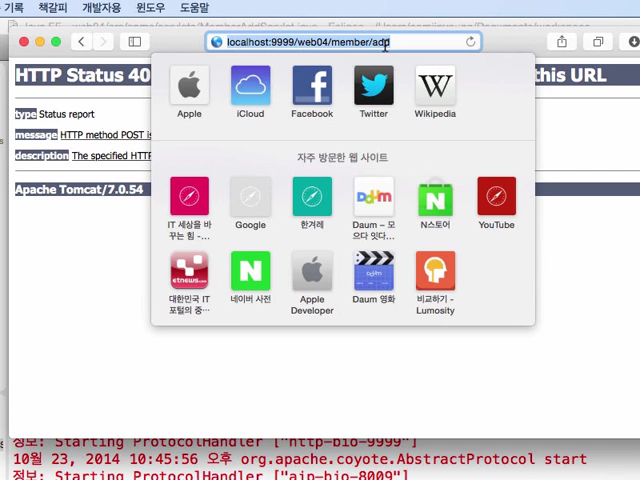 기록 책갈피 개발자용 윈도우 도움말
localhost:9999/web04/member/add
HTTP Status 40
this URL
type Status report
message HTTP method POST is
description The specified HTTP
Apache Tomcat/7.0.54
Apple iCloud Facebook Twitter Wikipedia
자주 방문한 웹 사이트
IT 세상을 바
꾸는 힘 -...
Google
한겨레
Daum – 모
으다 잇다...
N스토어
YouTube
대한민국 IT
포털의 중...
네이버 사전
Apple
Developer
Daum 영화
비교하기 -
Lumosity
정보: Starting ProtocolHandler ["http-bio-9999"]
10월 23, 2014 10:45:56 오후 org.apache.coyote.AbstractProtocol start
정보: Starting ProtocolHandler ["ajp-bio-8009"]